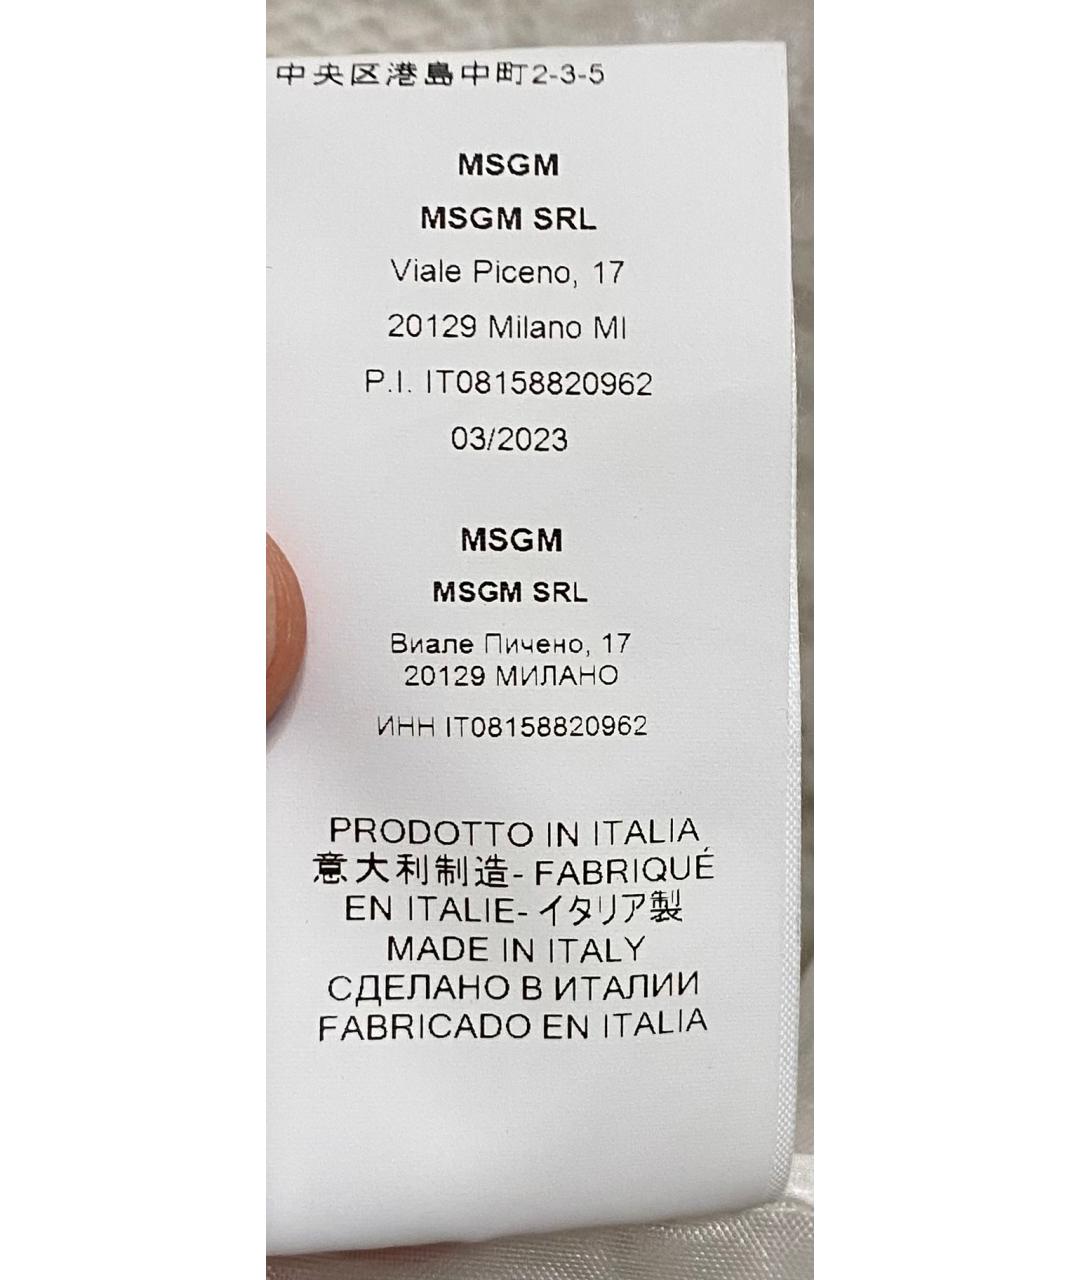 中央区港島中町2-3-5
MSGM
MSGM SRL
Viale Piceno, 17
20129 Milano MI
P.I. IT08158820962
03/2023
MSGM
MSGM SRL
Виале Пичено, 17
20129 МИЛАНО
ИНН IT08158820962
PRODOTTO IN ITALIA
意大利制造- FABRIQUÉ
EN ITALIE- イタリア製
MADE IN ITALY
СДЕЛАНО В ИТАЛИИ
FABRICADO EN ITALIA